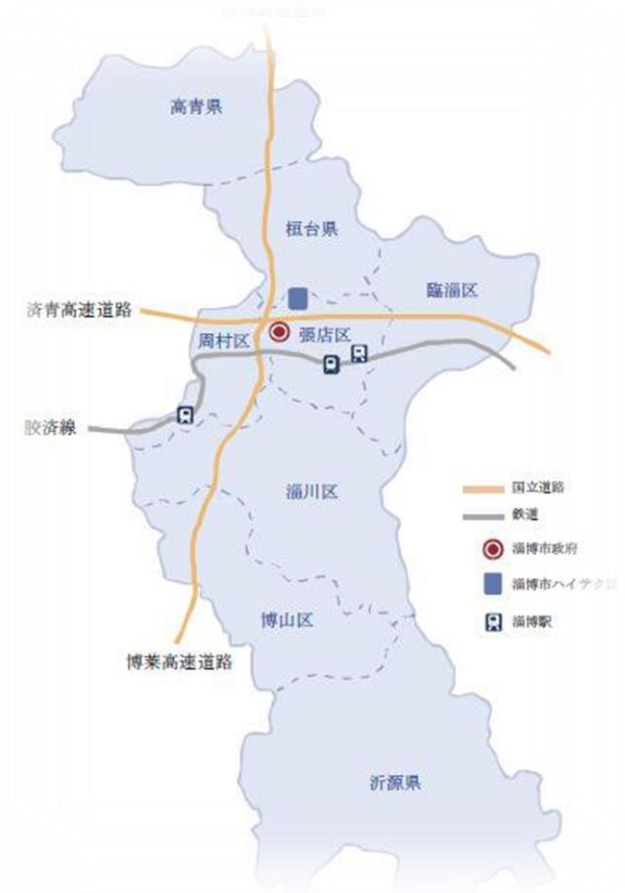 高青県
桓台県
臨淄区
済青高速道路
周村区
張店区
胶済線
淄川区
国立道路
鉄道
淄博市政府
淄博市ハイテク区
淄博駅
博山区
博莱高速道路
沂源県